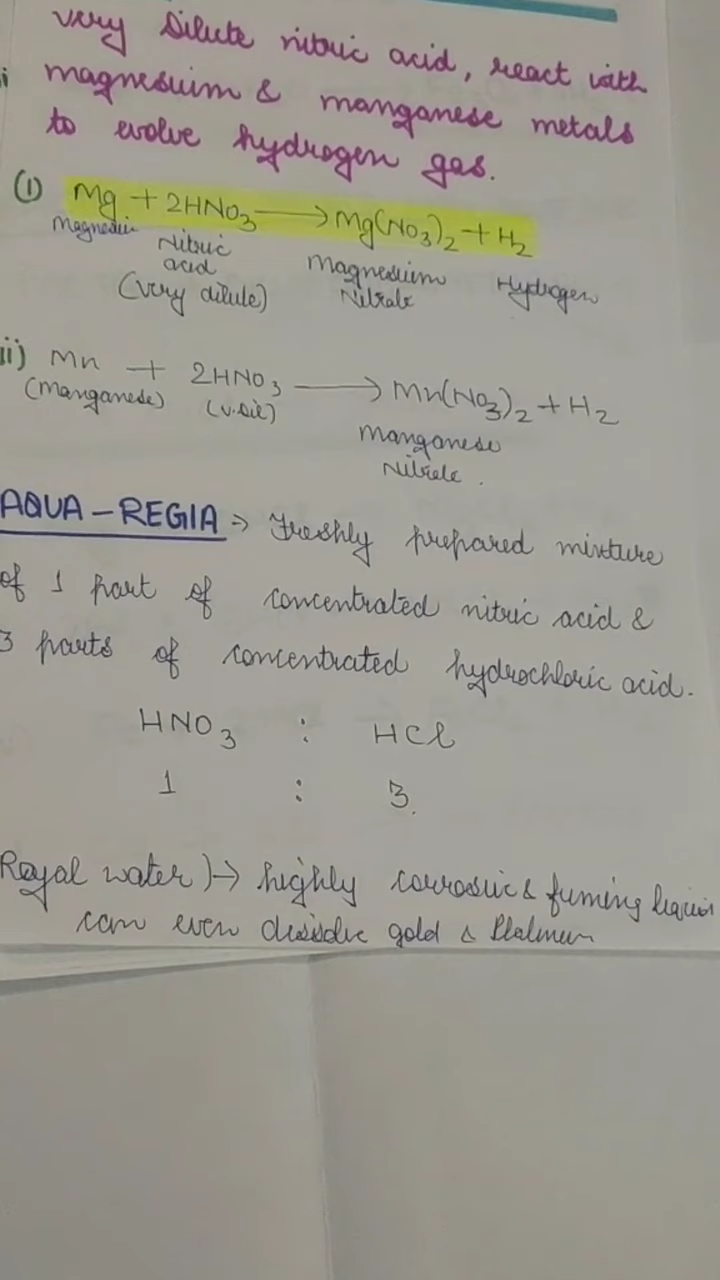 very Dilute nitric acid, react with
magnesium & manganese metals
to evolve hydrogen gas.
(i) Mg + 2HNO₃ ⟶ Mg(NO₃)₂ + H₂
Magnesium Nitric acid (very dilute) Magnesium Nitrate Hydrogen
ii) Mn + 2HNO₃ ⟶ Mn(NO₃)₂ + H₂
(Manganese) (v.Dil) Manganese Nitrate.
AQUA – REGIA → Freshly prepared mixture
of 1 part of concentrated nitric acid &
3 parts of concentrated hydrochloric acid.
HNO₃ : HCl
1 : 3.
Royal water) → highly corrosive & fuming liquid
can even dissolve gold & Platinum